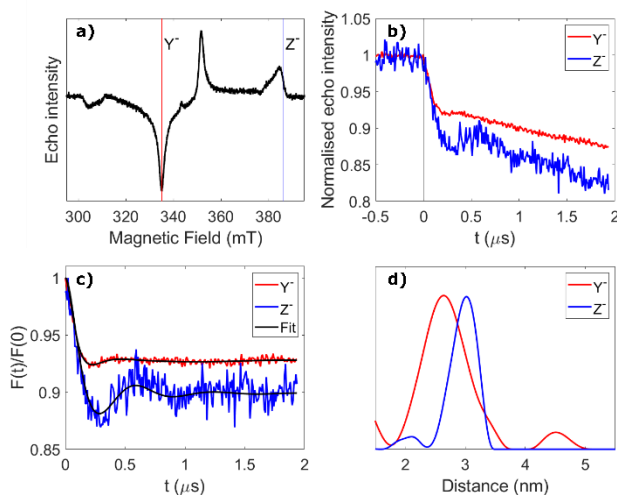 a)
Y⁻
Z⁻
Echo intensity
300
320
340
360
380
Magnetic Field (mT)
b)
Y⁻
Z⁻
Normalised echo intensity
1.05
1
0.95
0.9
0.85
0.8
-0.5
0
0.5
1
1.5
2
t (μs)
c)
Y⁻
Z⁻
Fit
F(t)/F(0)
1
0.95
0.9
0.85
0
0.5
1
1.5
2
t (μs)
d)
Y⁻
Z⁻
2
3
4
5
Distance (nm)